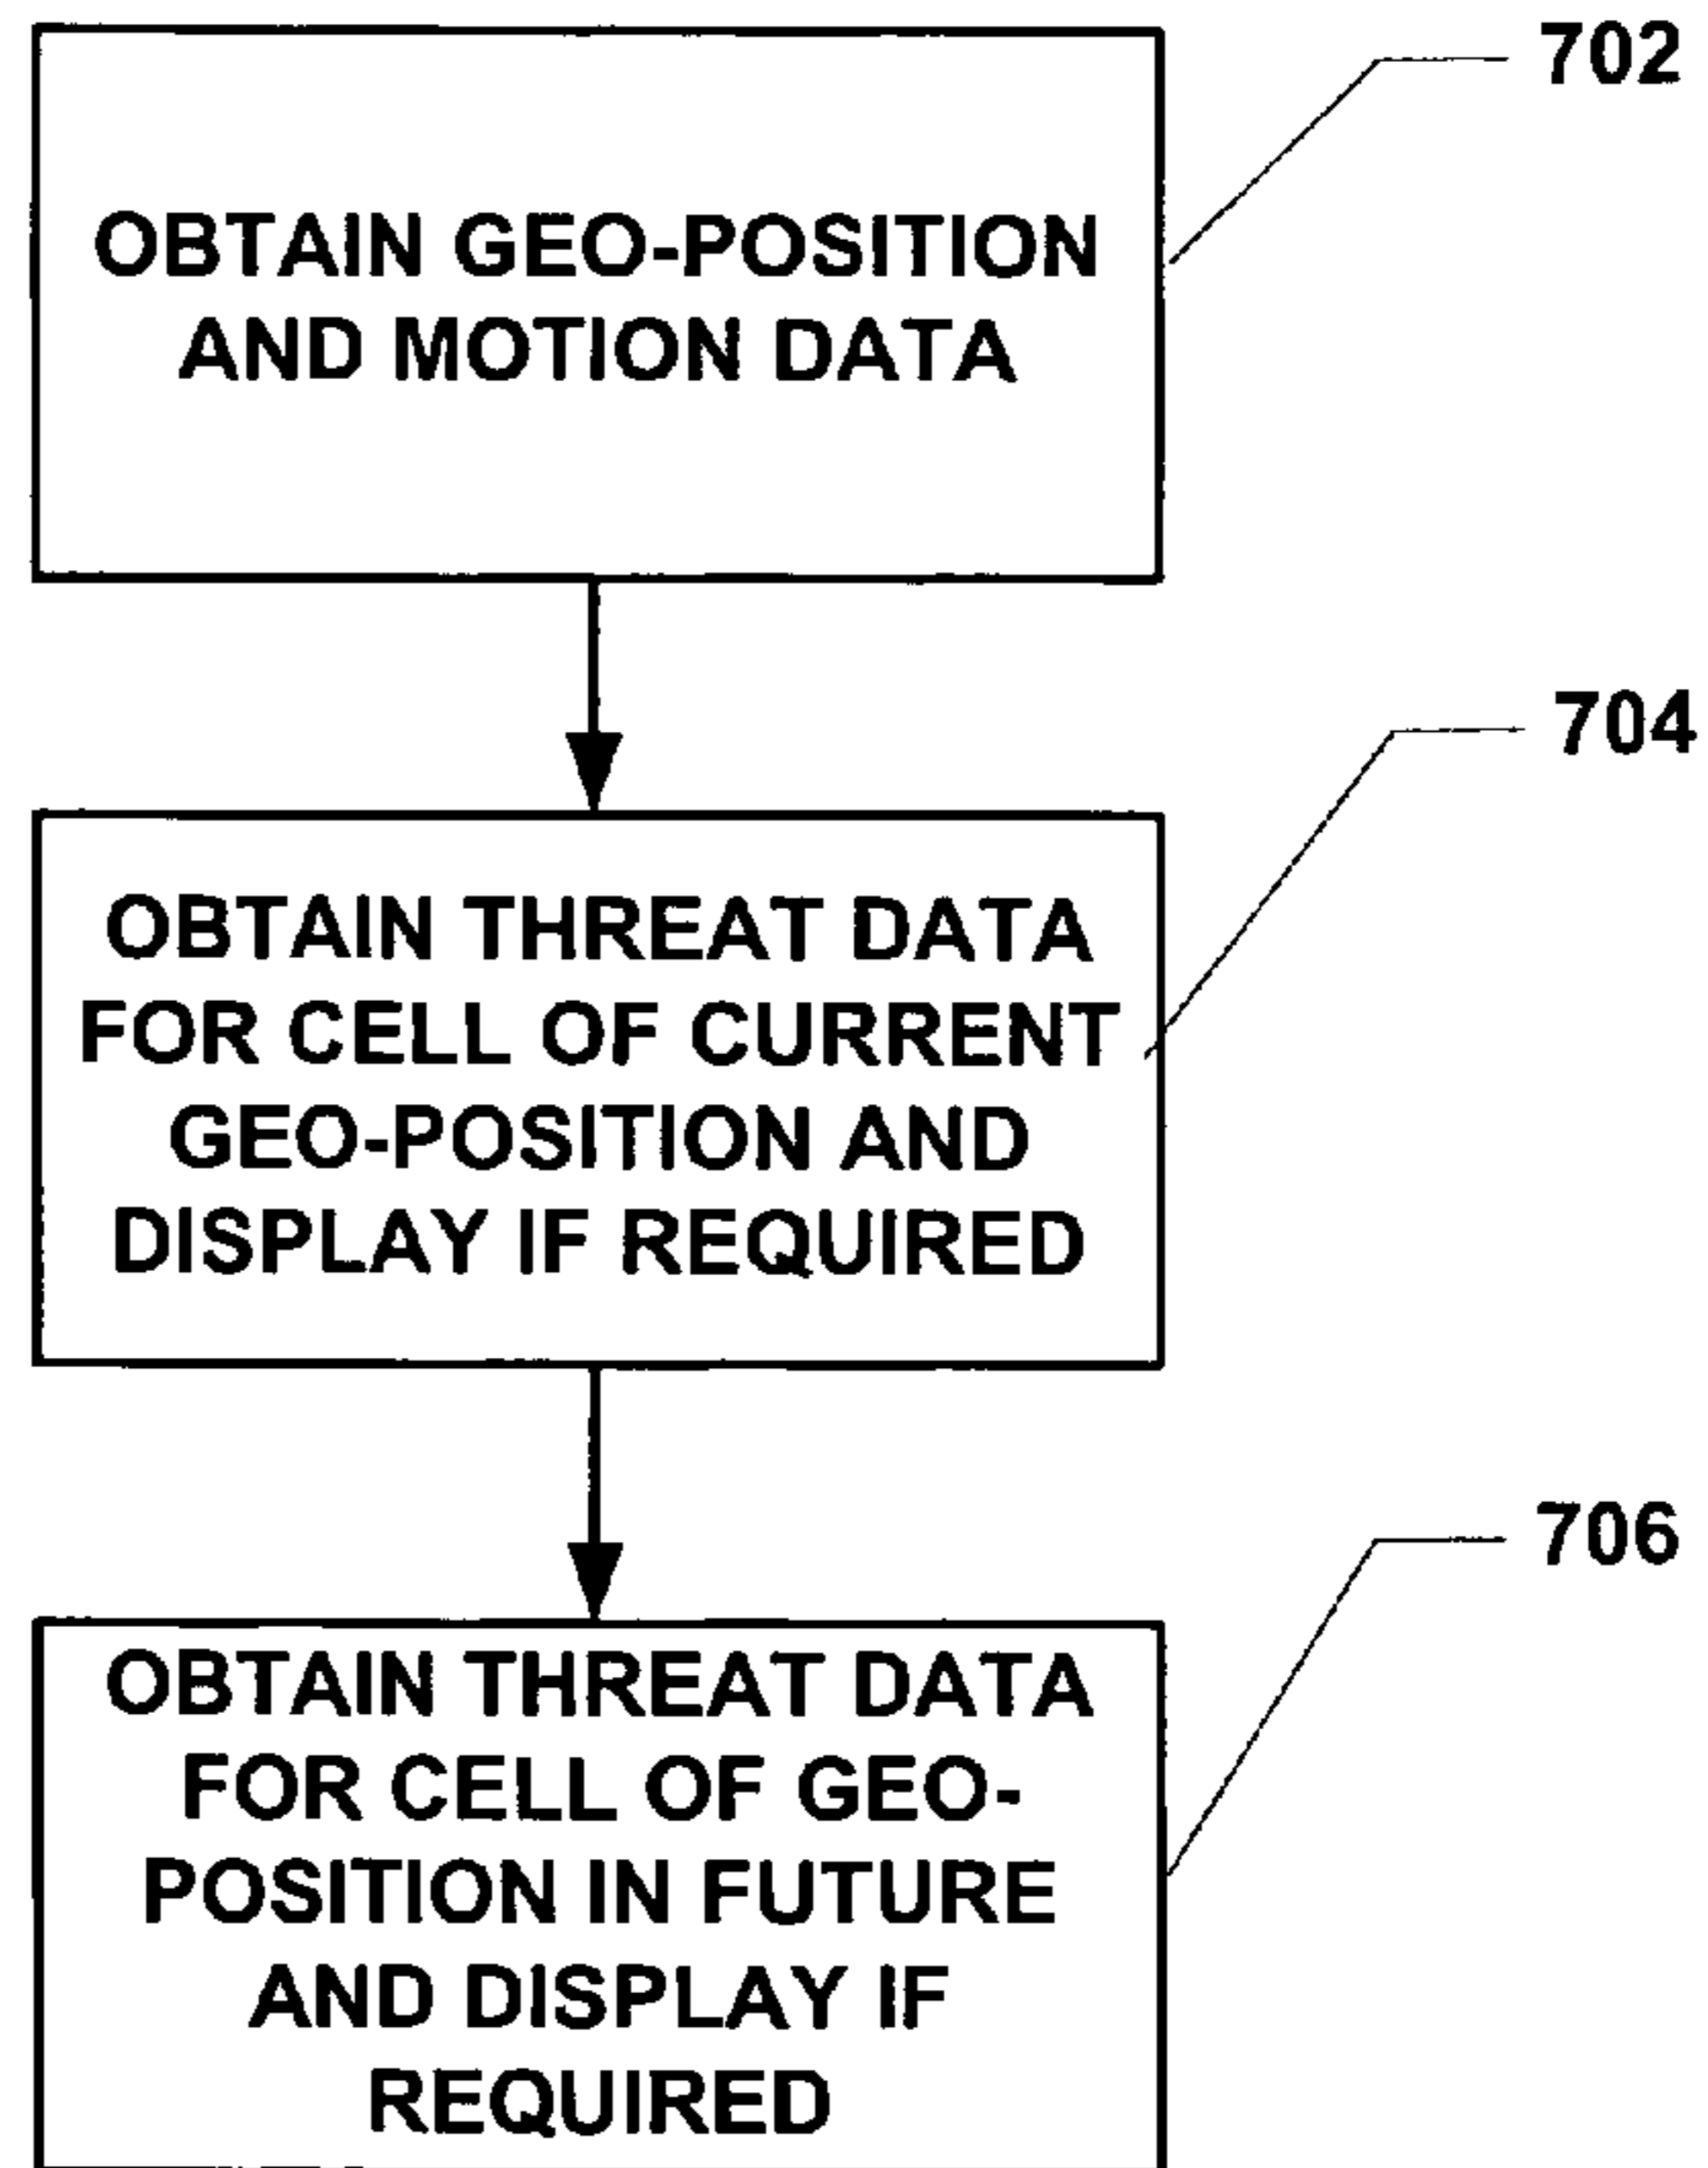 702
OBTAIN GEO-POSITION
AND MOTION DATA
704
OBTAIN THREAT DATA
FOR CELL OF CURRENT
GEO-POSITION AND
DISPLAY IF REQUIRED
706
OBTAIN THREAT DATA
FOR CELL OF GEO-
POSITION IN FUTURE
AND DISPLAY IF
REQUIRED